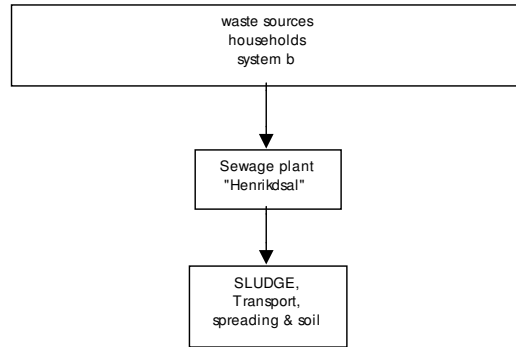 waste sources
households
system b
Sewage plant
"Henrikdsal"
SLUDGE,
Transport,
spreading & soil